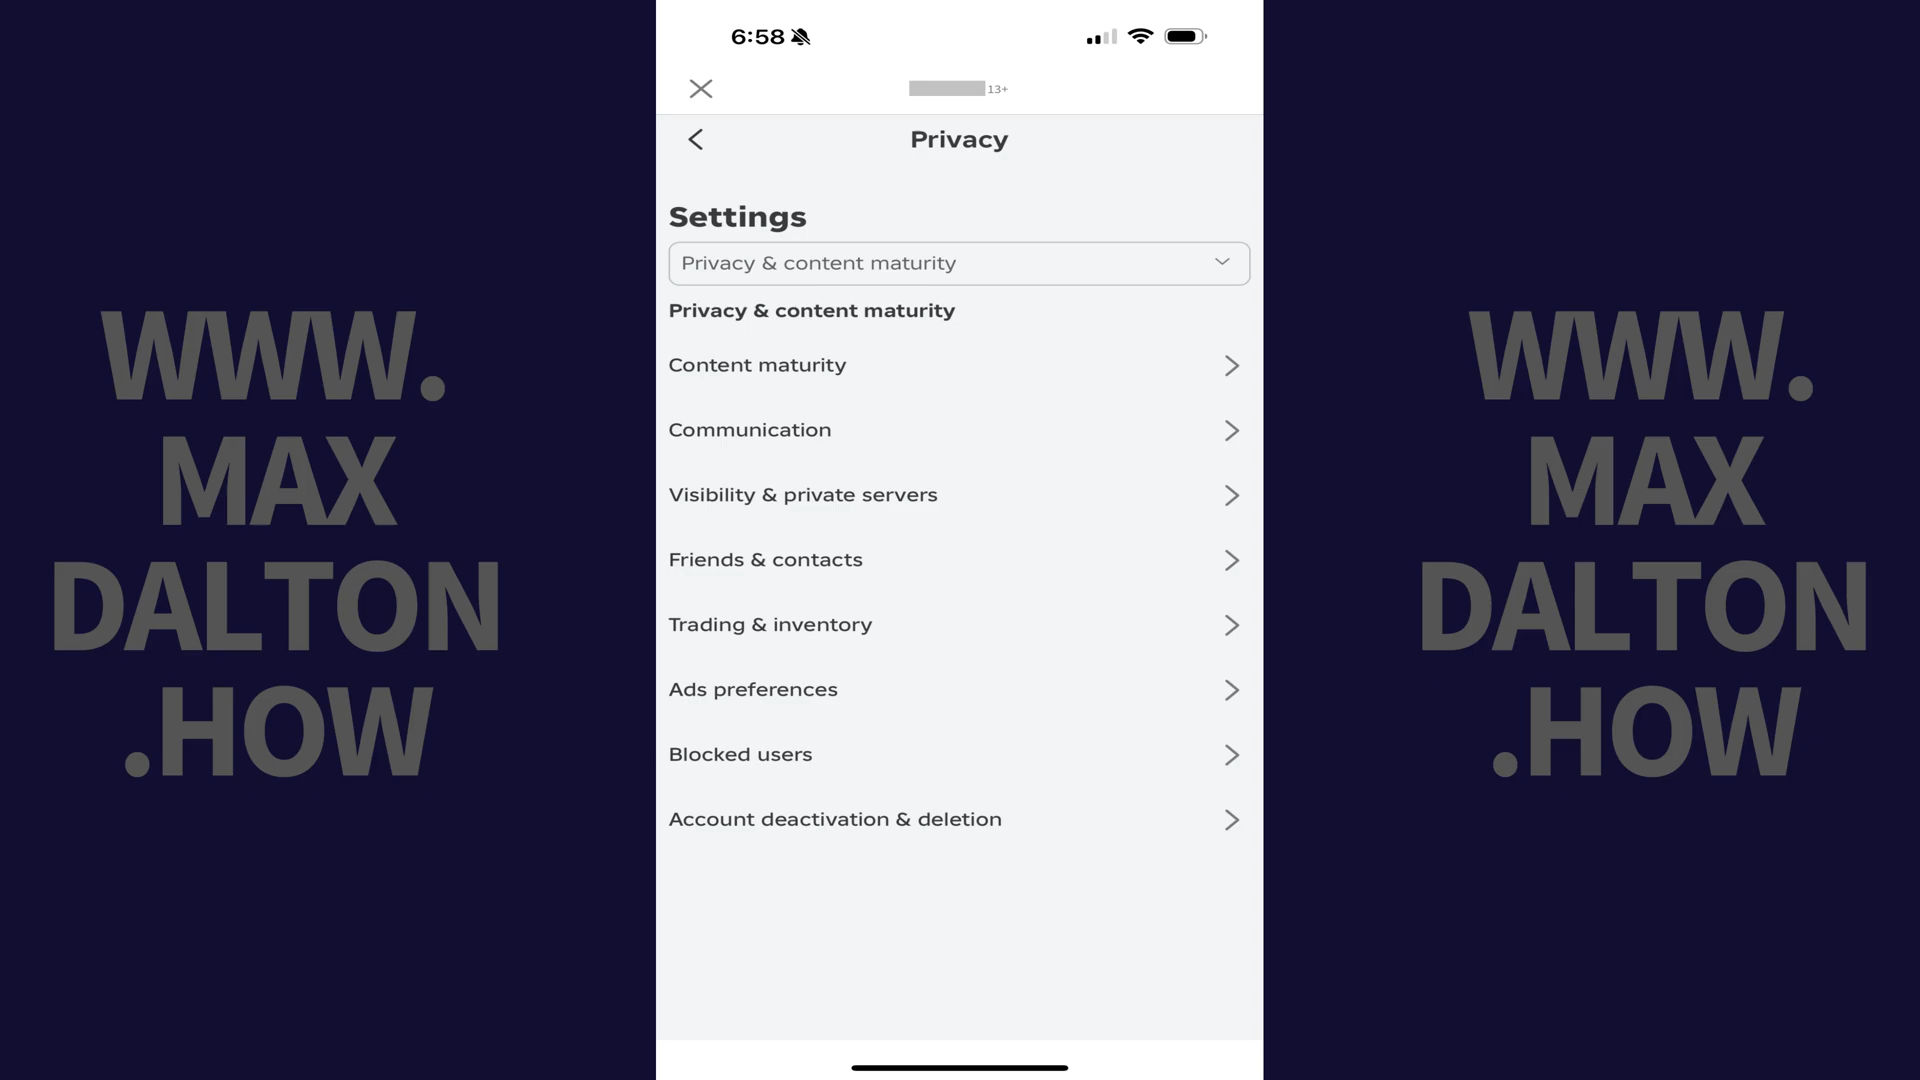 6:58
13+
Privacy
Settings
Privacy & content maturity
Privacy & content maturity
Content maturity
Communication
Visibility & private servers
Friends & contacts
Trading & inventory
Ads preferences
Blocked users
Account deactivation & deletion
WWW.
MAX
DALTON
.HOW
WWW.
MAX
DALTON
.HOW